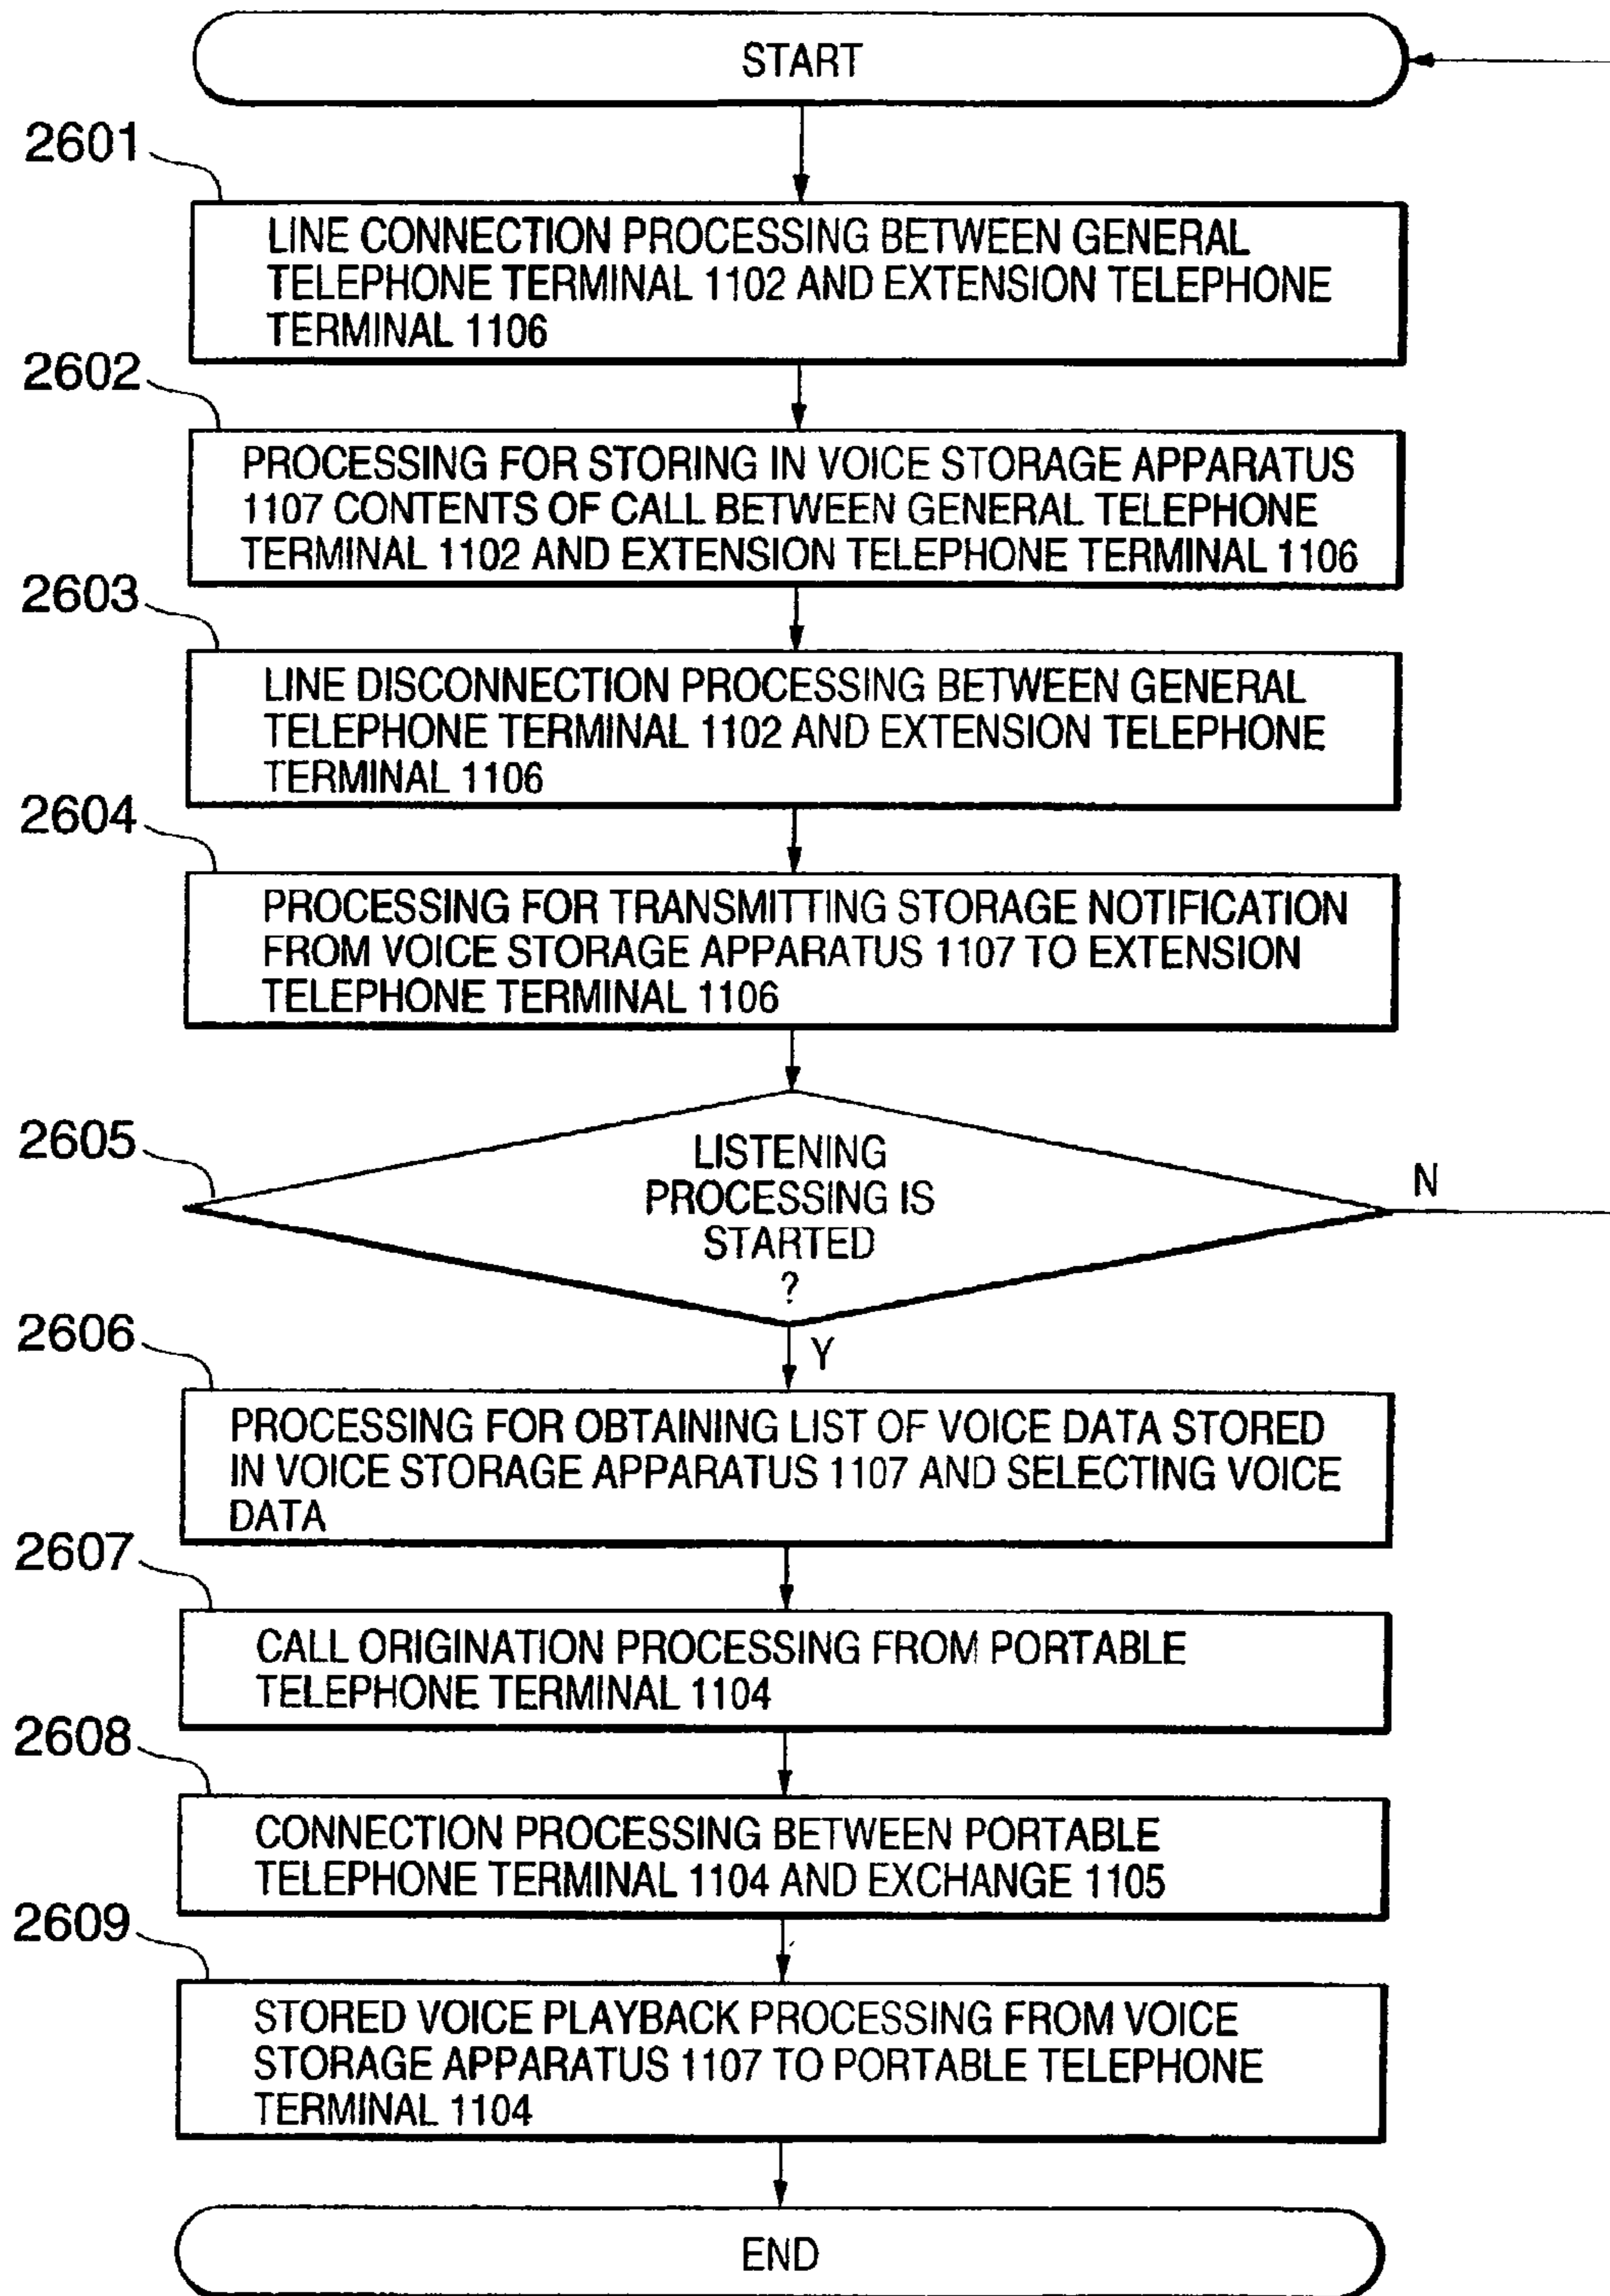 START
2601
LINE CONNECTION PROCESSING BETWEEN GENERAL
TELEPHONE TERMINAL 1102 AND EXTENSION TELEPHONE
TERMINAL 1106
2602
PROCESSING FOR STORING IN VOICE STORAGE APPARATUS
1107 CONTENTS OF CALL BETWEEN GENERAL TELEPHONE
TERMINAL 1102 AND EXTENSION TELEPHONE TERMINAL 1106
2603
LINE DISCONNECTION PROCESSING BETWEEN GENERAL
TELEPHONE TERMINAL 1102 AND EXTENSION TELEPHONE
TERMINAL 1106
2604
PROCESSING FOR TRANSMITTING STORAGE NOTIFICATION
FROM VOICE STORAGE APPARATUS 1107 TO EXTENSION
TELEPHONE TERMINAL 1106
2605
LISTENING
PROCESSING IS
STARTED
?
N
Y
2606
PROCESSING FOR OBTAINING LIST OF VOICE DATA STORED
IN VOICE STORAGE APPARATUS 1107 AND SELECTING VOICE
DATA
2607
CALL ORIGINATION PROCESSING FROM PORTABLE
TELEPHONE TERMINAL 1104
2608
CONNECTION PROCESSING BETWEEN PORTABLE
TELEPHONE TERMINAL 1104 AND EXCHANGE 1105
2609
STORED VOICE PLAYBACK PROCESSING FROM VOICE
STORAGE APPARATUS 1107 TO PORTABLE TELEPHONE
TERMINAL 1104
END